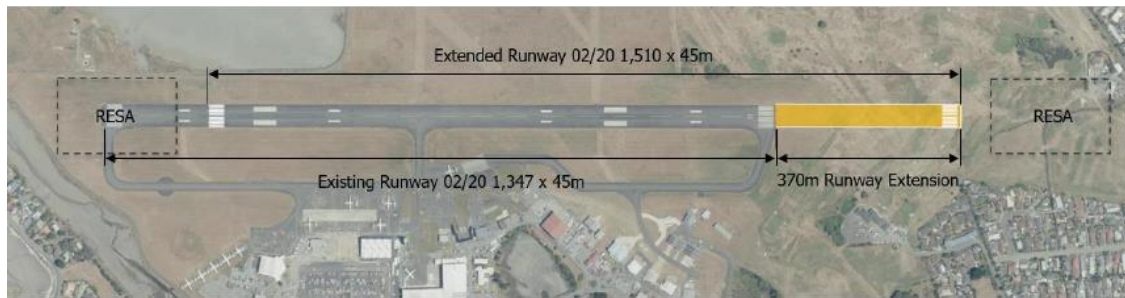 Extended Runway 02/20 1,510 x 45m
RESA
RESA
Existing Runway 02/20 1,347 x 45m
370m Runway Extension